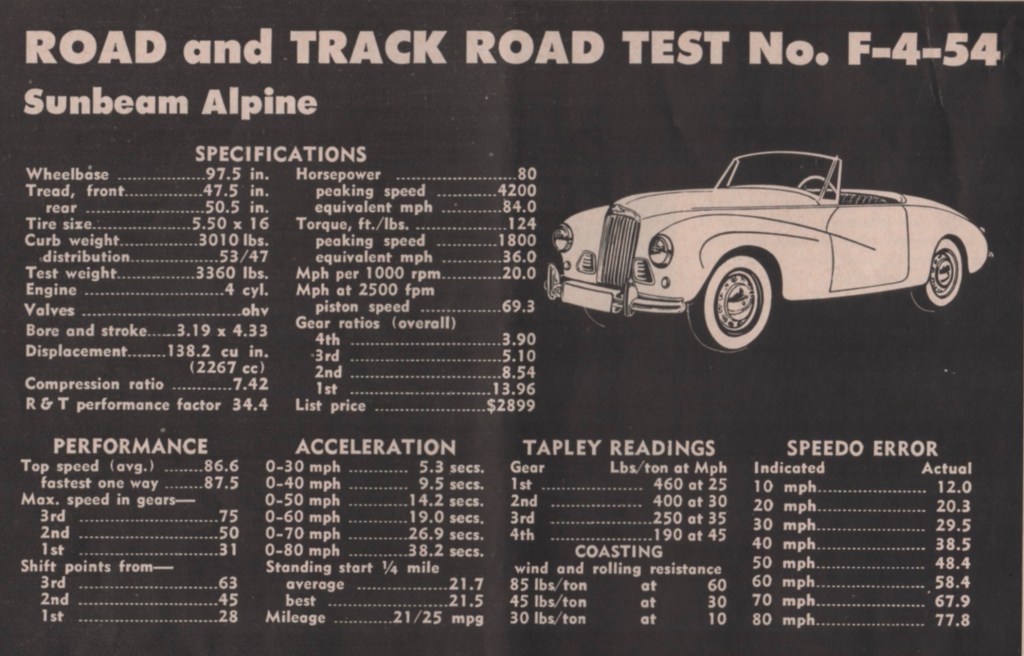 ROAD and TRACK ROAD TEST No. F-4-54
Sunbeam Alpine
SPECIFICATIONS
Wheelbase ..................97.5 in.
Tread, front..............47.5 in.
rear .....................50.5 in.
Tire size..................5.50 x 16
Curb weight................3010 lbs.
distribution................53/47
Test weight............3360 lbs.
Engine .........................4 cyl.
Valves .............................ohv
Bore and stroke......3.19 x 4.33
Displacement........138.2 cu in.
(2267 cc)
Compression ratio ............7.42
R & T performance factor 34.4
Horsepower ........................80
peaking speed ............4200
equivalent mph ............84.0
Torque, ft./lbs. .................124
peaking speed ............1800
equivalent mph ............36.0
Mph per 1000 rpm............20.0
Mph at 2500 fpm
piston speed ................69.3
Gear ratios (overall)
4th ...........................3.90
3rd ...........................5.10
2nd ...........................8.54
1st ...........................13.96
List price .....................$2899
PERFORMANCE
Top speed (avg.) ........86.6
fastest one way ......87.5
Max. speed in gears—
3rd ........................75
2nd ........................50
1st ........................31
Shift points from—
3rd ........................63
2nd ........................45
1st ........................28
ACCELERATION
0-30 mph ............ 5.3 secs.
0-40 mph ............ 9.5 secs.
0-50 mph ............14.2 secs.
0-60 mph ............19.0 secs.
0-70 mph ............26.9 secs.
0-80 mph ............38.2 secs.
Standing start ¼ mile
average ....................21.7
best ........................21.5
Mileage ............21/25 mpg
TAPLEY READINGS
Gear Lbs/ton at Mph
1st ....................460 at 25
2nd ....................400 at 30
3rd ....................250 at 35
4th ....................190 at 45
COASTING
wind and rolling resistance
85 lbs/ton at 60
45 lbs/ton at 30
30 lbs/ton at 10
SPEEDO ERROR
Indicated Actual
10 mph.................... 12.0
20 mph.................... 20.3
30 mph.................... 29.5
40 mph.................... 38.5
50 mph.................... 48.4
60 mph.................... 58.4
70 mph.................... 67.9
80 mph.................... 77.8